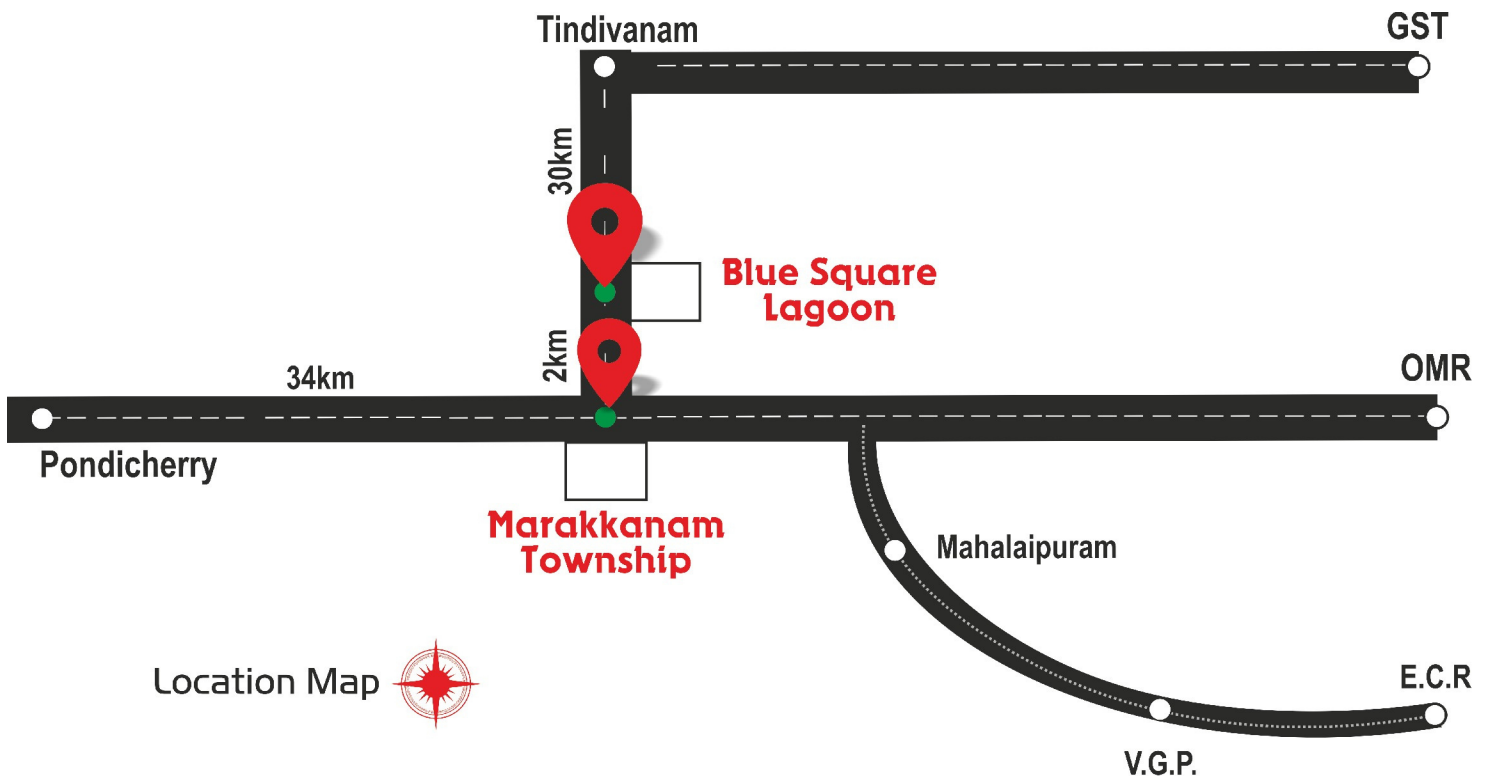 Tindivanam
GST
30km
Blue Square
Lagoon
2km
34km
OMR
Pondicherry
Marakkanam
Township
Mahalaipuram
Location Map
E.C.R
V.G.P.